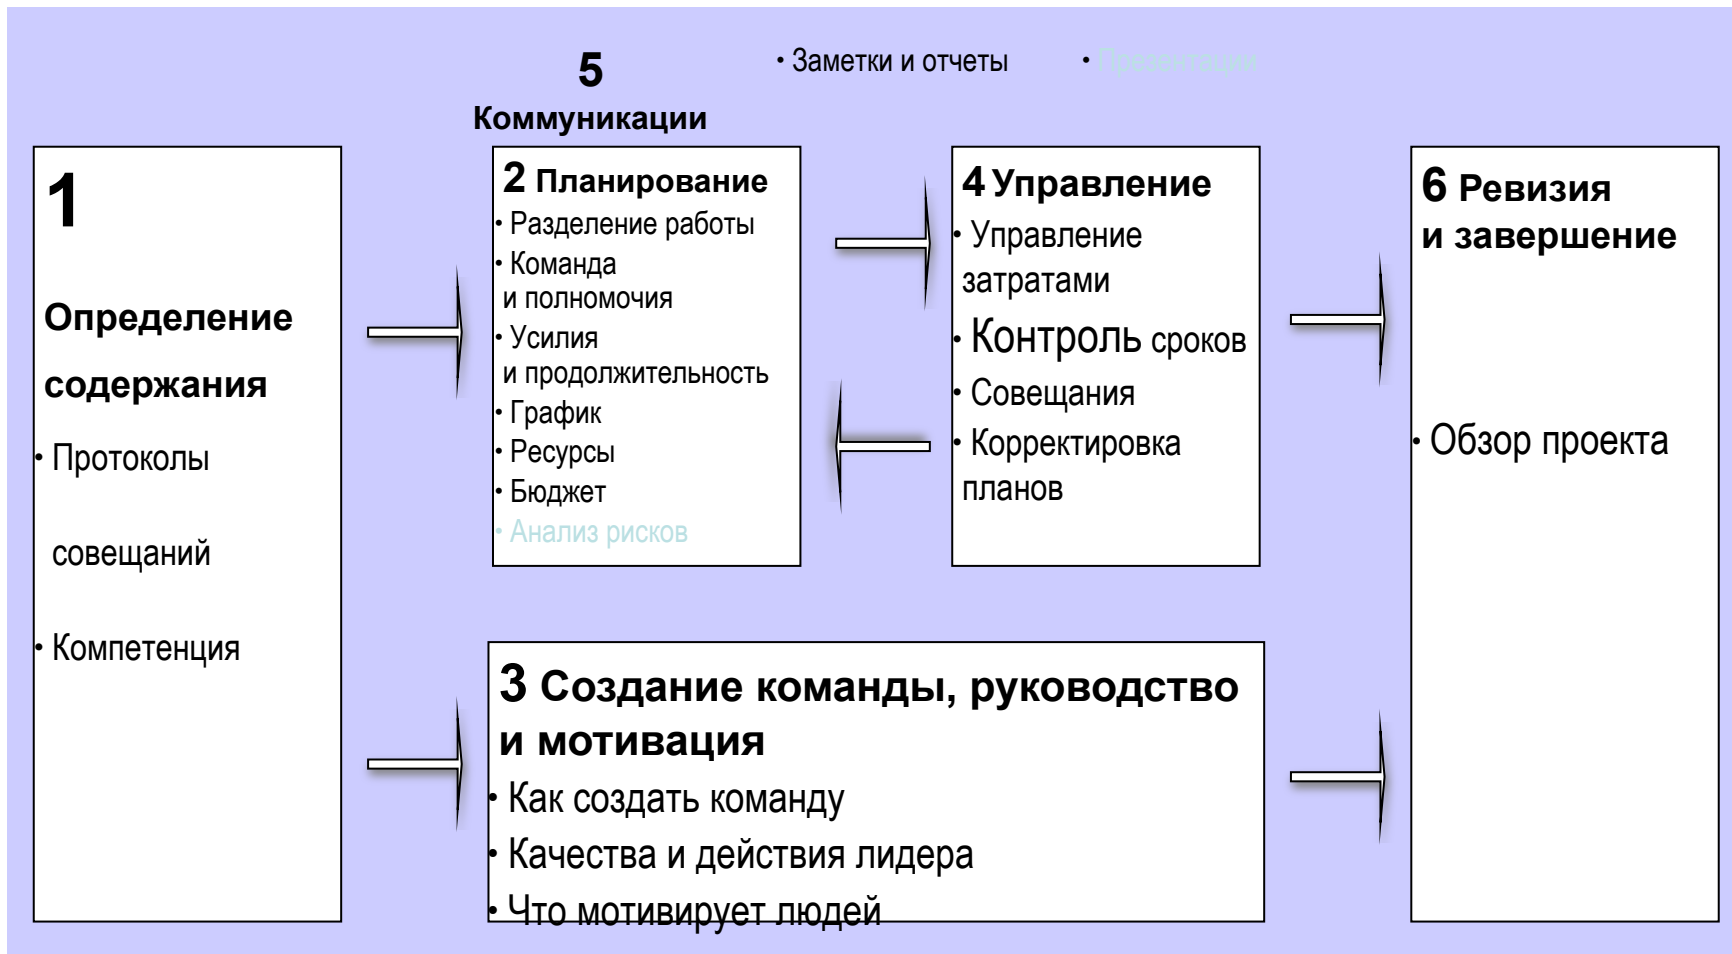 5
Коммуникации
• Заметки и отчеты
• Презентации
1
Определение
содержания
• Протоколы
совещаний
• Компетенция
2 Планирование
• Разделение работы
• Команда
и полномочия
• Усилия
и продолжительность
• График
• Ресурсы
• Бюджет
• Анализ рисков
4 Управление
• Управление
затратами
• Контроль сроков
• Совещания
• Корректировка
планов
3 Создание команды, руководство
и мотивация
• Как создать команду
• Качества и действия лидера
• Что мотивирует людей
6 Ревизия
и завершение
• Обзор проекта